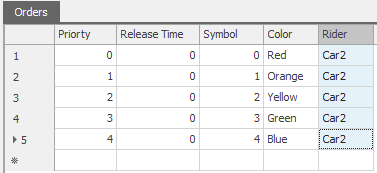 Orders
Priorty Release Time Symbol Color Rider
1 0 0 0 Red Car2
2 1 0 1 Orange Car2
3 2 0 2 Yellow Car2
4 3 0 3 Green Car2
5 4 0 4 Blue Car2